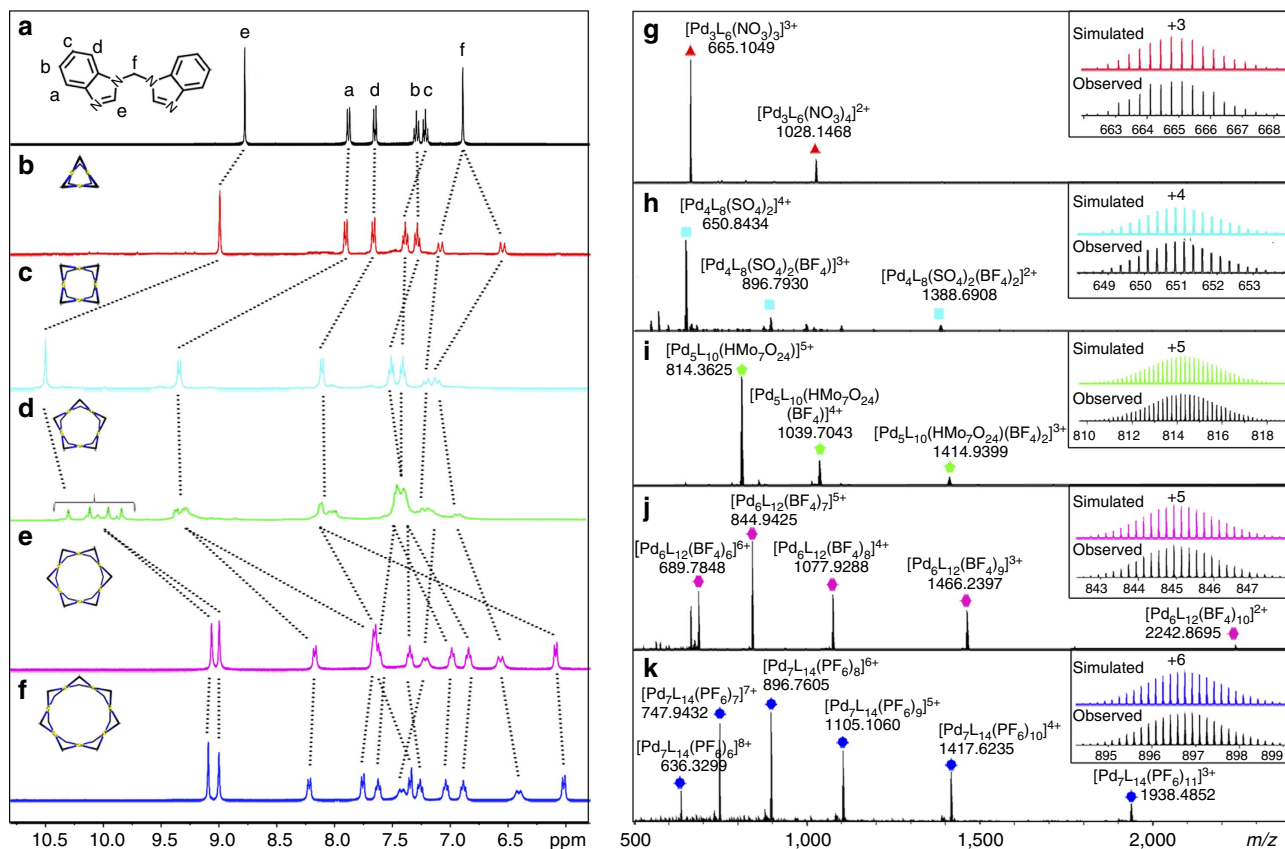 a
c
d
b
f
a
N
N
N
N
e
e
a
d
b c
f
b
c
d
e
f
10.5
10.0
9.5
9.0
8.5
8.0
7.5
7.0
6.5
ppm
g
[Pd3L6(NO3)3]3+
665.1049
[Pd3L6(NO3)4]2+
1028.1468
Simulated
+3
Observed
663 664 665 666 667 668
h
[Pd4L8(SO4)2]4+
650.8434
[Pd4L8(SO4)2(BF4)]3+
896.7930
[Pd4L8(SO4)2(BF4)2]2+
1388.6908
Simulated
+4
Observed
649 650 651 652 653
i
[Pd5L10(HMo7O24)]5+
814.3625
[Pd5L10(HMo7O24)
(BF4)]4+
1039.7043
[Pd5L10(HMo7O24)(BF4)2]3+
1414.9399
Simulated
+5
Observed
810 812 814 816 818
j
[Pd6L12(BF4)7]5+
844.9425
[Pd6L12(BF4)6]6+
689.7848
[Pd6L12(BF4)8]4+
1077.9288
[Pd6L12(BF4)9]3+
1466.2397
[Pd6L12(BF4)10]2+
2242.8695
Simulated
+5
Observed
843 844 845 846 847
k
[Pd7L14(PF6)8]6+
896.7605
[Pd7L14(PF6)7]7+
747.9432
[Pd7L14(PF6)9]5+
1105.1060
[Pd7L14(PF6)6]8+
636.3299
[Pd7L14(PF6)10]4+
1417.6235
[Pd7L14(PF6)11]3+
1938.4852
Simulated
+6
Observed
895 896 897 898 899
500
1,000
1,500
2,000
m/z